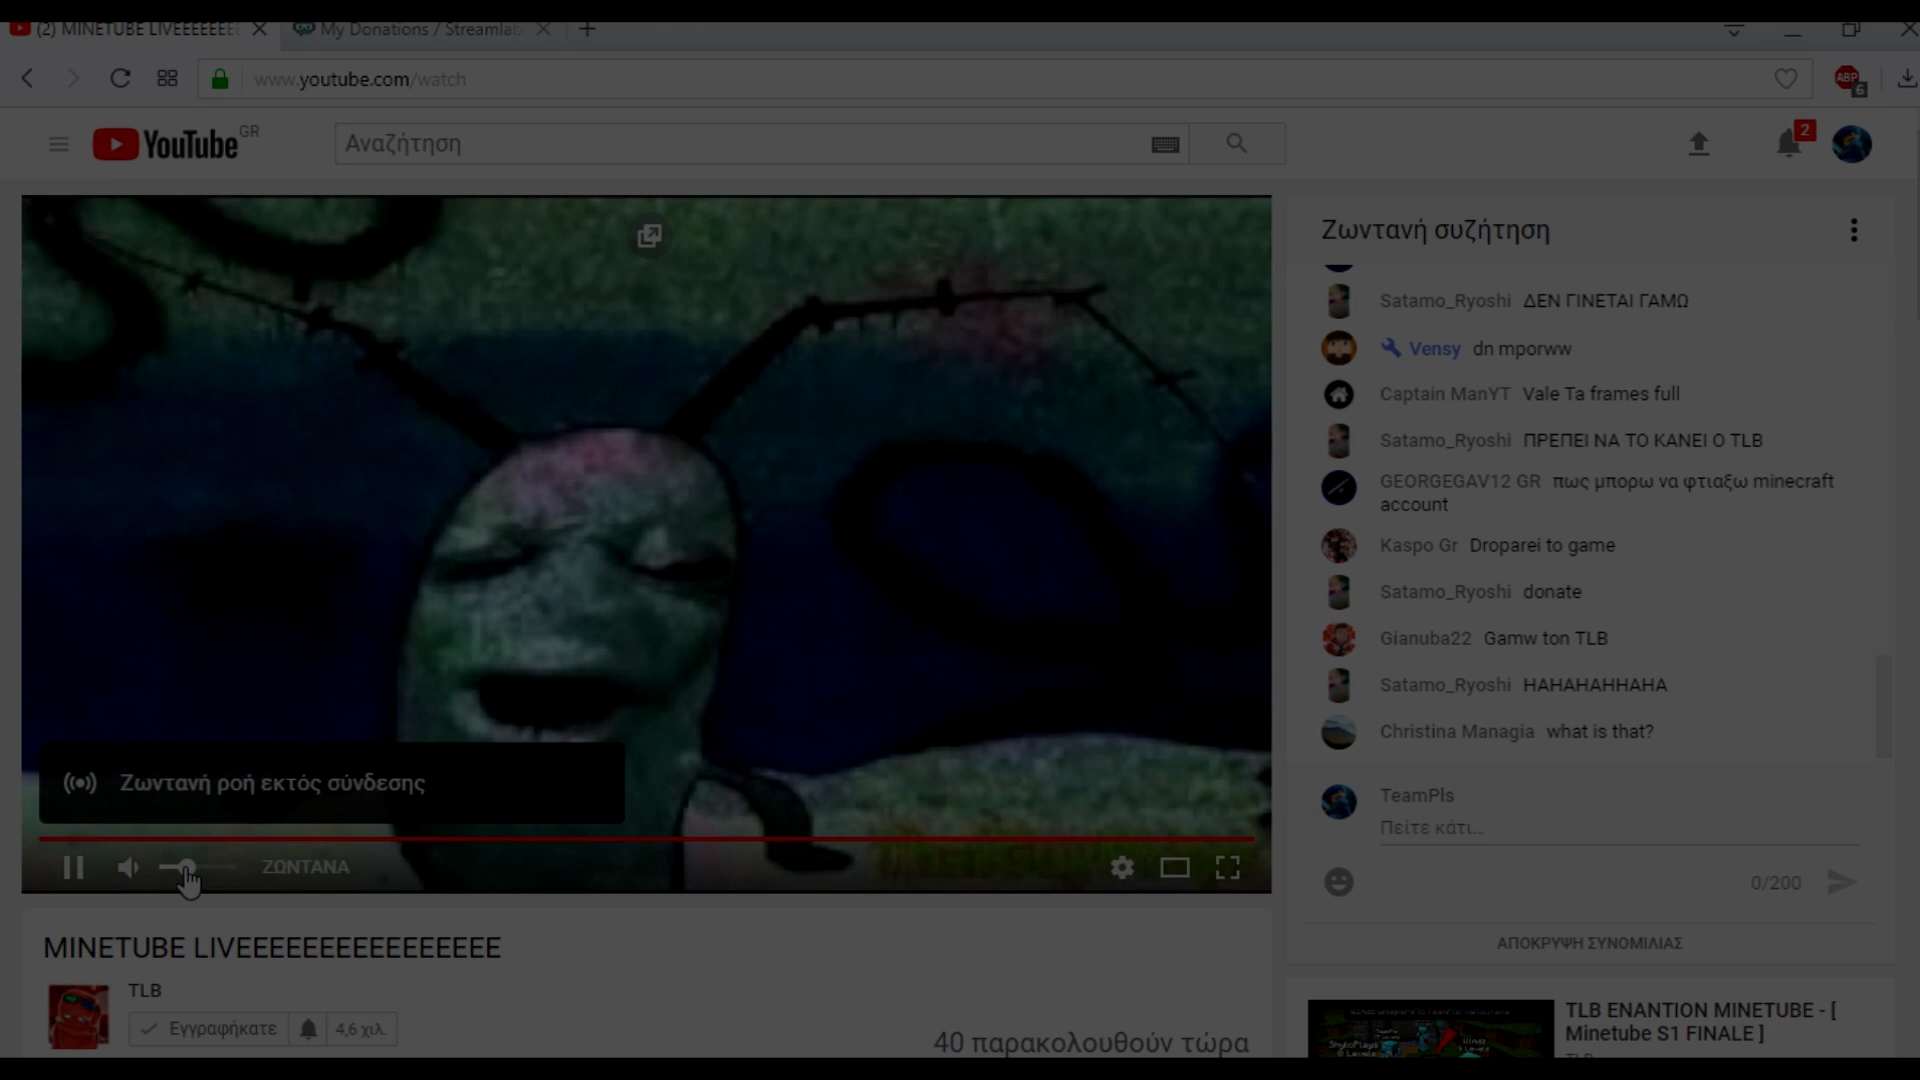 (2) MINETUBE LIVEEEEEE
My Donations / Streamlab
www.youtube.com/watch
ABP
6
YouTube GR
Αναζήτηση
2
Ζωντανή συζήτηση
Satamo_Ryoshi ΔΕΝ ΓΙΝΕΤΑΙ ΓΑΜΩ
Vensy dn mporww
Captain ManYT Vale Ta frames full
Satamo_Ryoshi ΠΡΕΠΕΙ ΝΑ ΤΟ ΚΑΝΕΙ Ο TLB
GEORGEGAV12 GR πως μπορω να φτιαξω minecraft
account
Kaspo Gr Droparei to game
Satamo_Ryoshi donate
Gianuba22 Gamw ton TLB
Satamo_Ryoshi HAHAHAHHAHA
Christina Managia what is that?
TeamPls
Πείτε κάτι...
0/200
ΑΠΟΚΡΥΨΗ ΣΥΝΟΜΙΛΙΑΣ
Ζωντανή ροή εκτός σύνδεσης
ΖΩΝΤΑΝΑ
MINETUBE LIVEEEEEEEEEEEEEEEE
TLB
Εγγραφήκατε
4,6 χιλ.
40 παρακολουθούν τώρα
TLB ENANTION MINETUBE - [
Minetube S1 FINALE ]